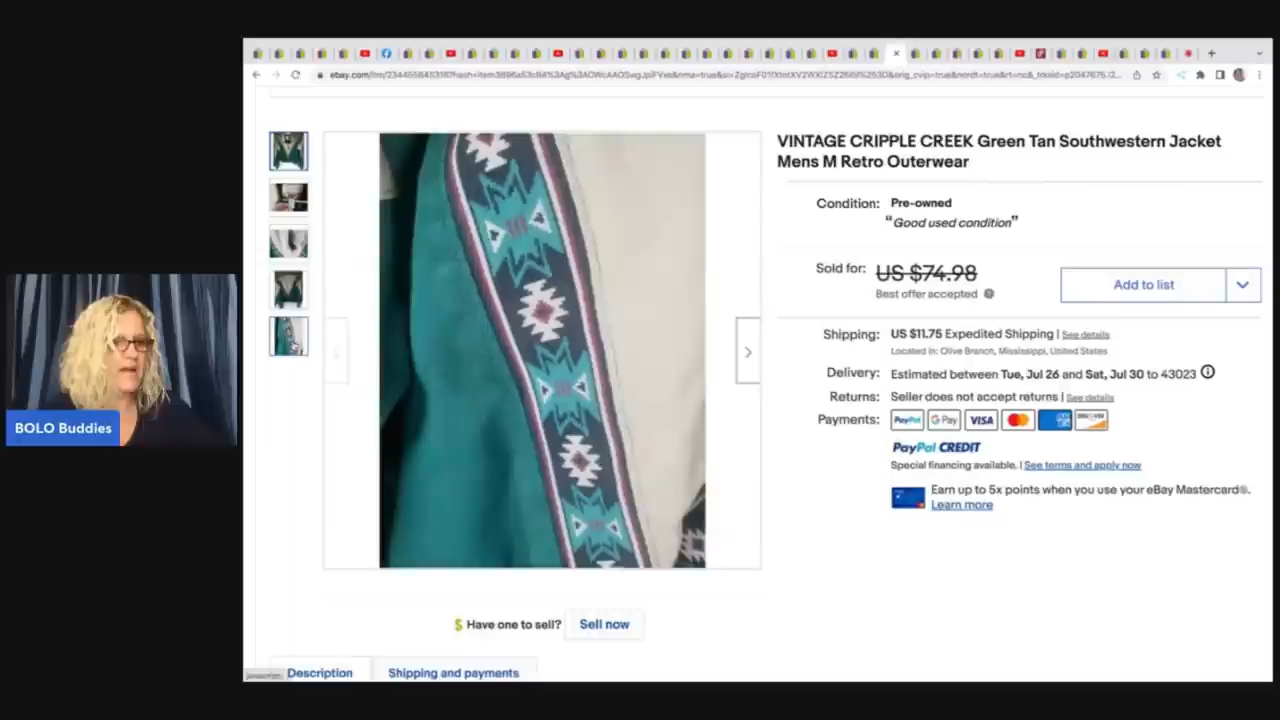 VINTAGE CRIPPLE CREEK Green Tan Southwestern Jacket
Mens M Retro Outerwear
Condition: Pre-owned
“Good used condition”
Sold for: US $74.98
Best offer accepted
Add to list
Shipping: US $11.75 Expedited Shipping | See details
Located in: Olive Branch, Mississippi, United States
Delivery: Estimated between Tue, Jul 26 and Sat, Jul 30 to 43023
Returns: Seller does not accept returns | See details
Payments: PayPal G Pay VISA
PayPal CREDIT
Special financing available. | See terms and apply now
Earn up to 5x points when you use your eBay Mastercard®.
Learn more
BOLO Buddies
$ Have one to sell? Sell now
Description Shipping and payments